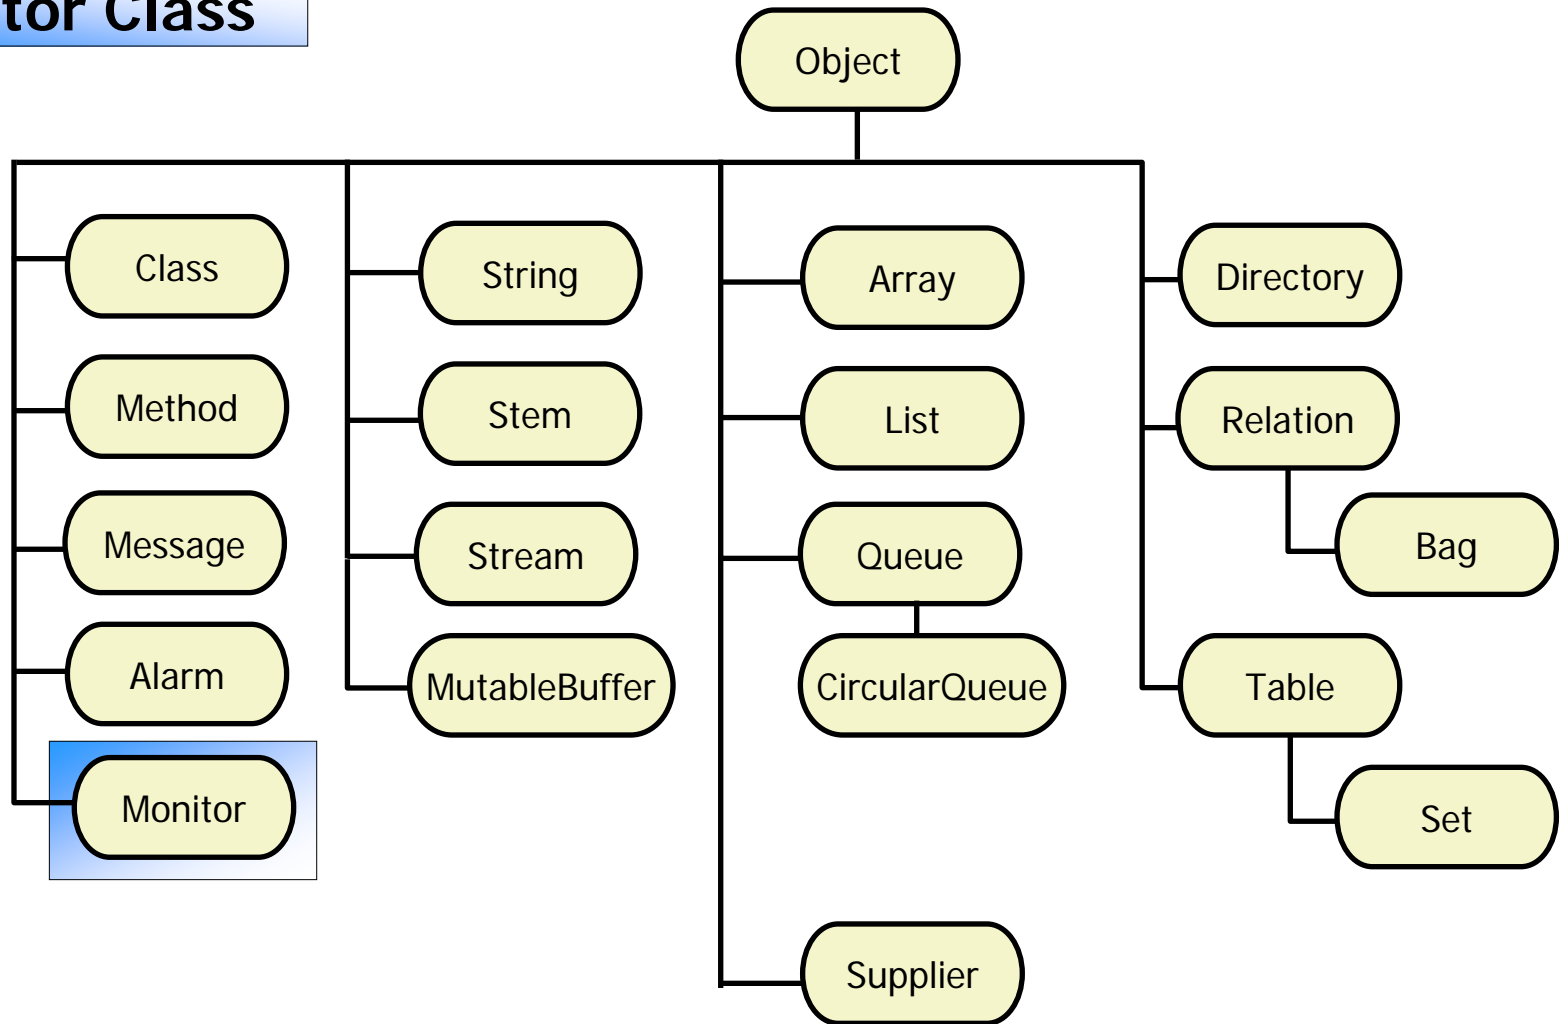 tor Class
Object
Class
String
Array
Directory
Method
Stem
List
Relation
Message
Stream
Queue
Bag
Alarm
MutableBuffer
CircularQueue
Table
Monitor
Set
Supplier